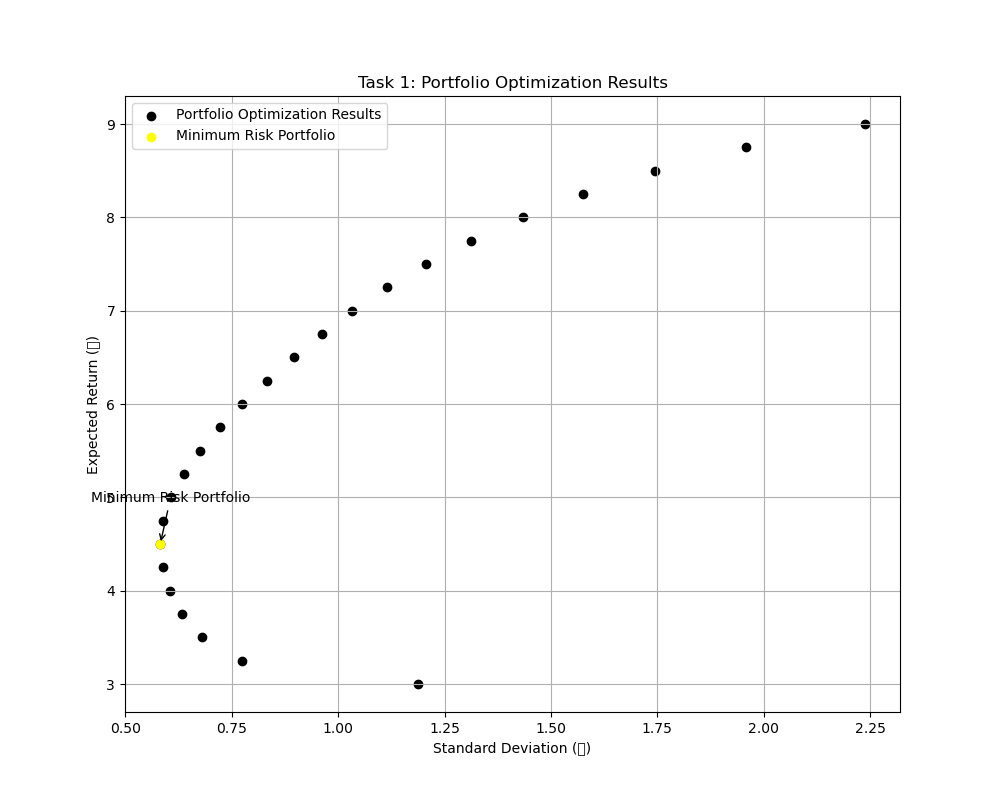 Task 1: Portfolio Optimization Results
Portfolio Optimization Results
Minimum Risk Portfolio
9
8
7
6
5
4
3
Expected Return (▯)
Minimum Risk Portfolio
0.50 0.75 1.00 1.25 1.50 1.75 2.00 2.25
Standard Deviation (▯)